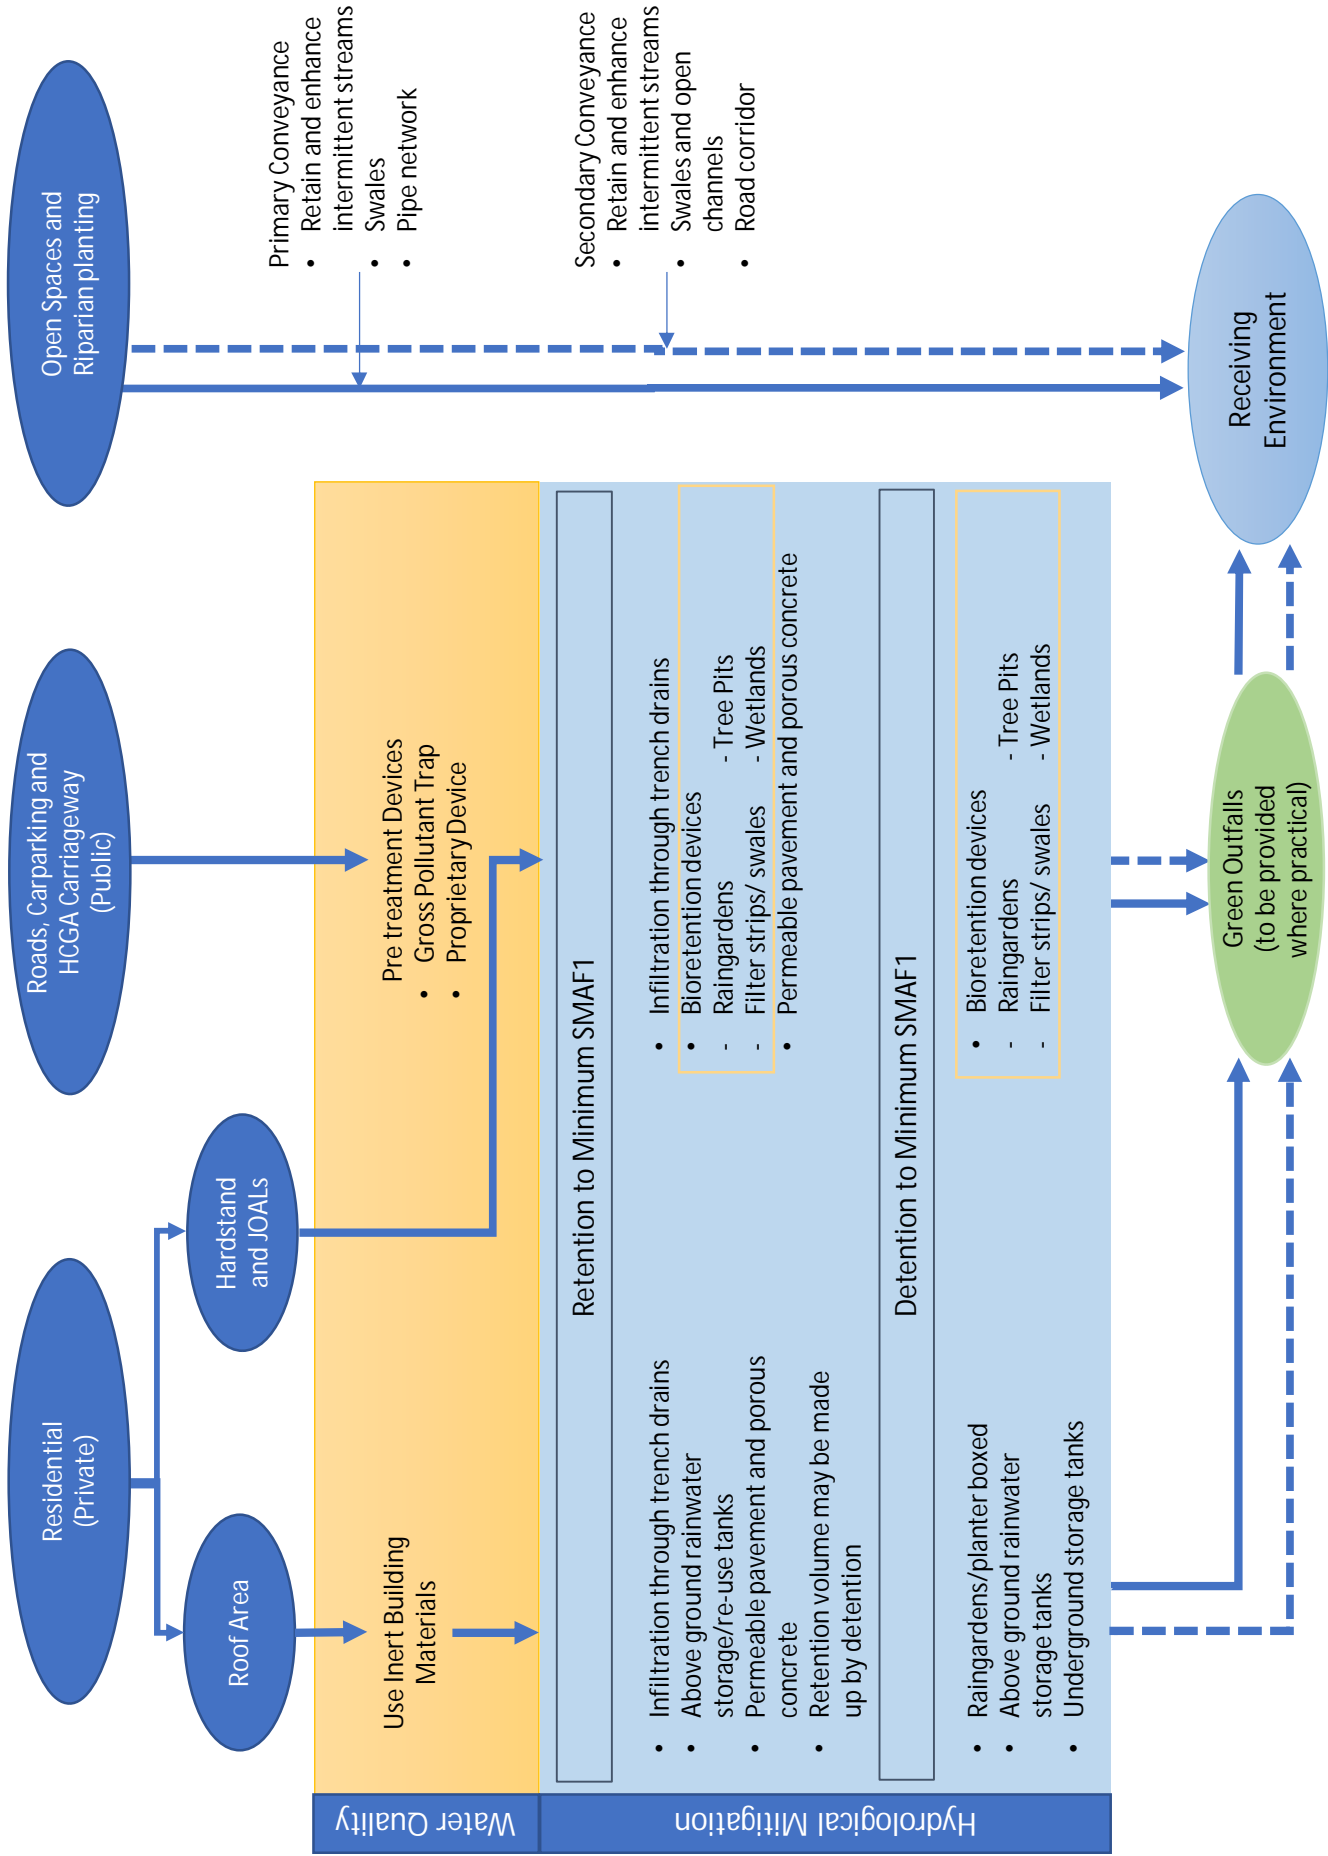 Residential
(Private)
Roads, Carparking and
HCGA Carriageway
(Public)
Open Spaces and
Riparian planting
Roof Area
Hardstand
and JOALs
Water Quality
Use Inert Building
Materials
Pre treatment Devices
• Gross Pollutant Trap
• Proprietary Device
Primary Conveyance
• Retain and enhance
intermittent streams
• Swales
• Pipe network
Hydrological Mitigation
Retention to Minimum SMAF1
• Infiltration through trench drains
• Above ground rainwater
storage/re-use tanks
• Permeable pavement and porous
concrete
• Retention volume may be made
up by detention
• Infiltration through trench drains
• Bioretention devices
- Raingardens - Tree Pits
- Filter strips/ swales - Wetlands
• Permeable pavement and porous concrete
Secondary Conveyance
• Retain and enhance
intermittent streams
• Swales and open
channels
• Road corridor
Detention to Minimum SMAF1
• Raingardens/planter boxed
• Above ground rainwater
storage tanks
• Underground storage tanks
• Bioretention devices
- Raingardens - Tree Pits
- Filter strips/ swales - Wetlands
Green Outfalls
(to be provided
where practical)
Receiving
Environment